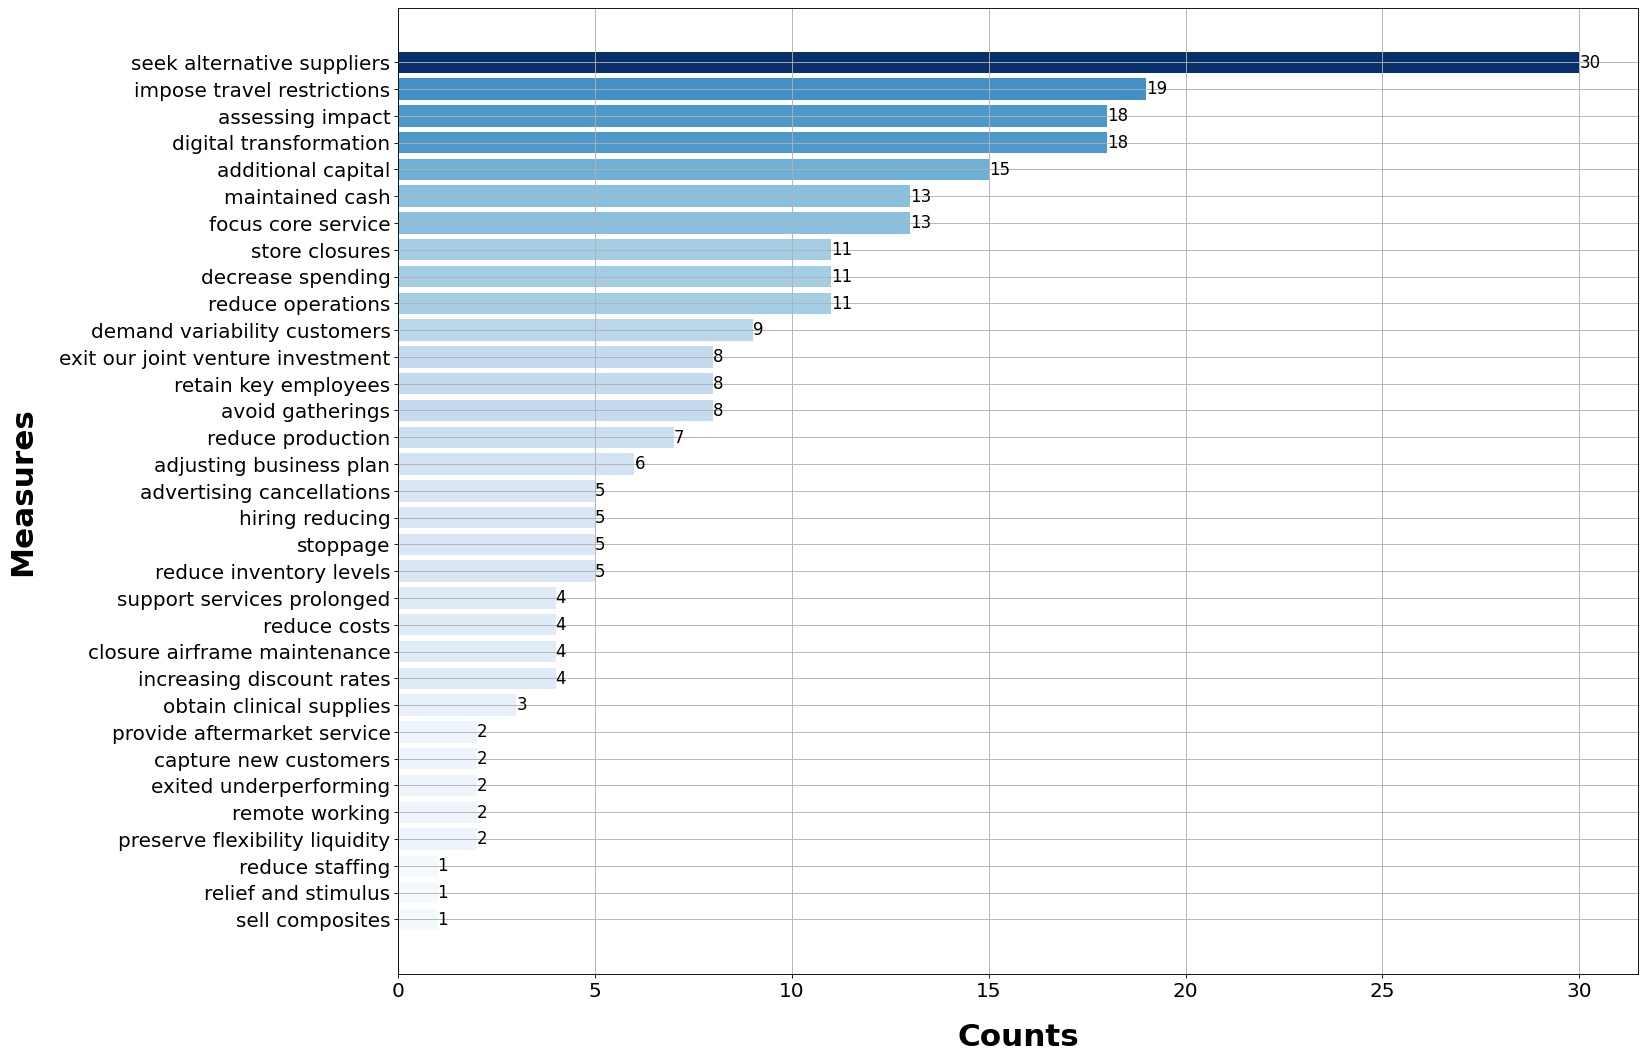 seek alternative suppliers 30
impose travel restrictions 19
assessing impact 18
digital transformation 18
additional capital 15
maintained cash 13
focus core service 13
store closures 11
decrease spending 11
reduce operations 11
demand variability customers 9
exit our joint venture investment 8
retain key employees 8
avoid gatherings 8
reduce production 7
adjusting business plan 6
advertising cancellations 5
hiring reducing 5
stoppage 5
reduce inventory levels 5
support services prolonged 4
reduce costs 4
closure airframe maintenance 4
increasing discount rates 4
obtain clinical supplies 3
provide aftermarket service 2
capture new customers 2
exited underperforming 2
remote working 2
preserve flexibility liquidity 2
reduce staffing 1
relief and stimulus 1
sell composites 1
0 5 10 15 20 25 30
Counts
Measures